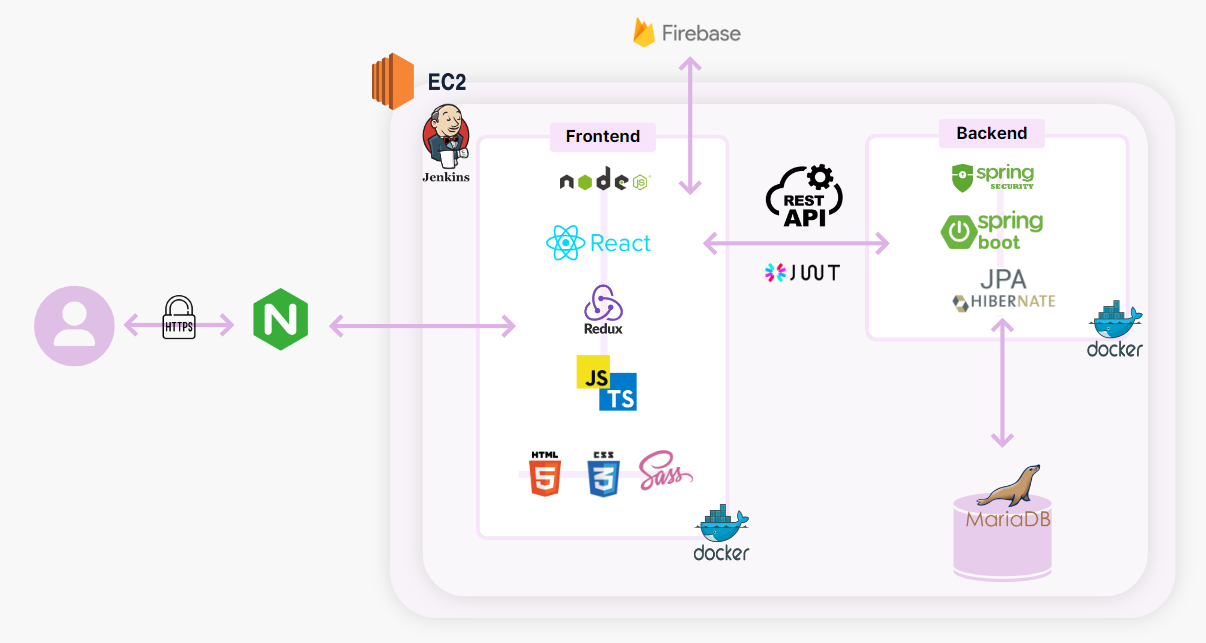 Firebase
EC2
Jenkins
Frontend
Backend
node
JS
spring
SECURITY
REST
API
React
spring
boot
JWT
JPA
HIBERNATE
HTTPS
N
Redux
docker
JS
TS
HTML
5
CSS
3
Sass
docker
MariaDB